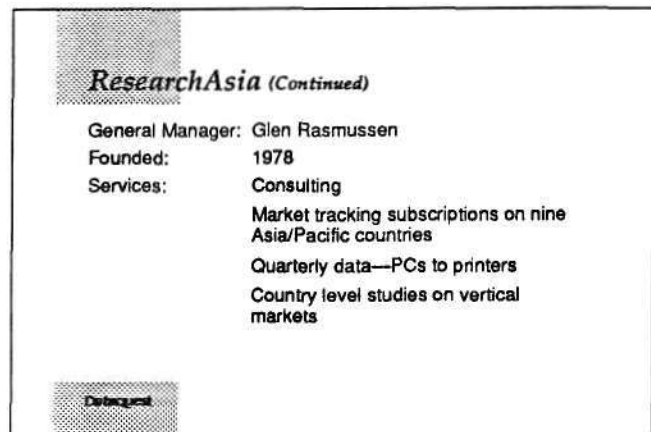 ResearchAsia (Continued)
General Manager: Glen Rasmussen
Founded: 1978
Services: Consulting
Market tracking subscriptions on nine
Asia/Pacific countries
Quarterly data—PCs to printers
Country level studies on vertical
markets
Dataquest